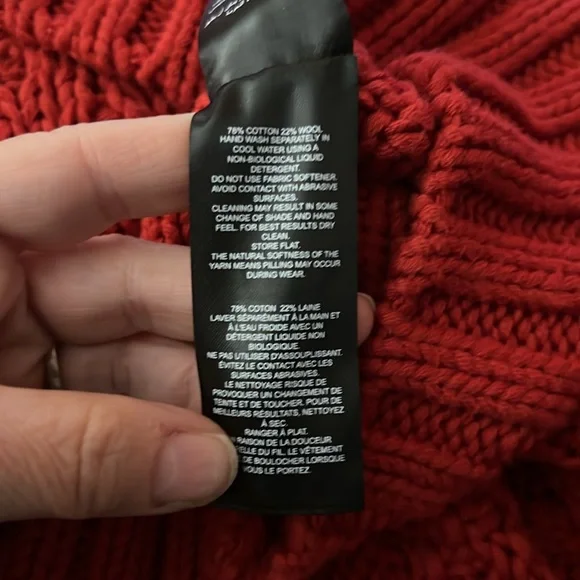 78% COTTON 22% WOOL
HAND WASH SEPARATELY IN
COOL WATER USING A
NON-BIOLOGICAL LIQUID
DETERGENT.
DO NOT USE FABRIC SOFTENER.
AVOID CONTACT WITH ABRASIVE
SURFACES.
CLEANING MAY RESULT IN SOME
CHANGE OF SHADE AND HAND
FEEL. FOR BEST RESULTS DRY
CLEAN.
STORE FLAT.
THE NATURAL SOFTNESS OF THE
YARN MEANS PILLING MAY OCCUR
DURING WEAR.
78% COTON 22% LAINE
LAVER SÉPARÉMENT À LA MAIN ET
À L'EAU FROIDE AVEC UN
DÉTERGENT LIQUIDE NON
BIOLOGIQUE.
NE PAS UTILISER D'ASSOUPLISSANT.
ÉVITEZ LE CONTACT AVEC LES
SURFACES ABRASIVES.
LE NETTOYAGE RISQUE DE
PROVOQUER UN CHANGEMENT DE
TEINTE ET DE TOUCHER. POUR DE
MEILLEURS RÉSULTATS, NETTOYEZ
À SEC.
RANGER À PLAT.
RAISON DE LA DOUCEUR
ELLE DU FIL. LE VÊTEMENT
DE BOULOCHER LORSQUE
VOUS LE PORTEZ.